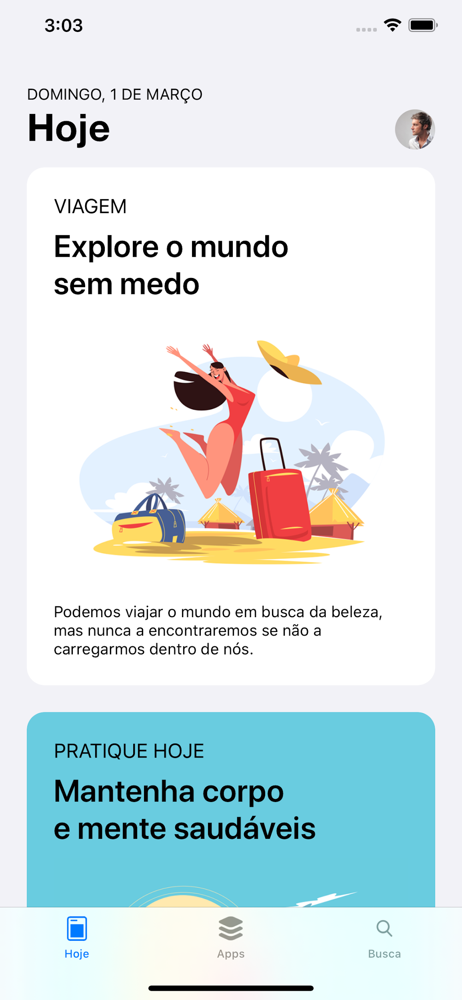 3:03
DOMINGO, 1 DE MARÇO
Hoje
VIAGEM
Explore o mundo
sem medo
Podemos viajar o mundo em busca da beleza,
mas nunca a encontraremos se não a
carregarmos dentro de nós.
PRATIQUE HOJE
Mantenha corpo
e mente saudáveis
Hoje
Apps
Busca